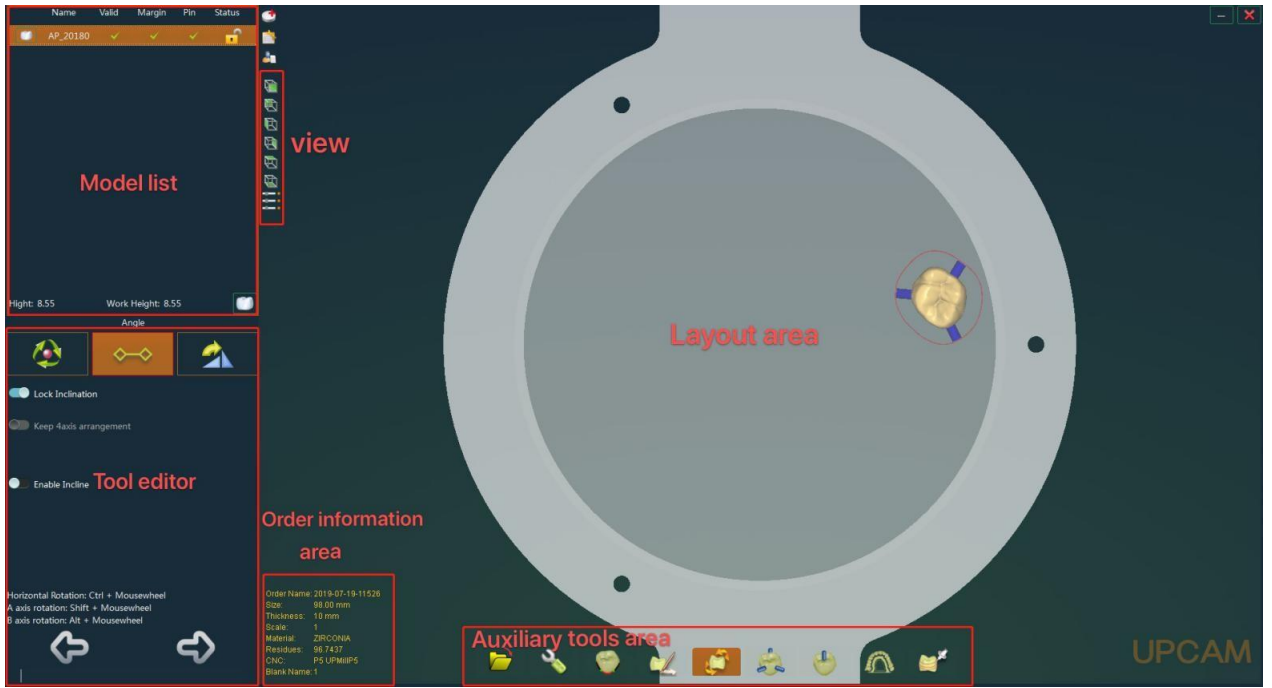 Name Valid Margin Pin Status
AP_20180
view
Model list
Hight: 8.55 Work Height: 8.55
Angle
Lock Inclination
Keep 4axis arrangement
Enable Incline
Tool editor
Horizontal Rotation: Ctrl + Mousewheel
A axis rotation: Shift + Mousewheel
B axis rotation: Alt + Mousewheel
Order information
area
Order Name: 2019-07-19-11526
Size: 98.00 mm
Thickness: 10 mm
Scale: 1
Material: ZIRCONIA
Residues: 96.7437
CNC: P5 UPMillP5
Blank Name: 1
Layout area
Auxiliary tools area
UPCAM